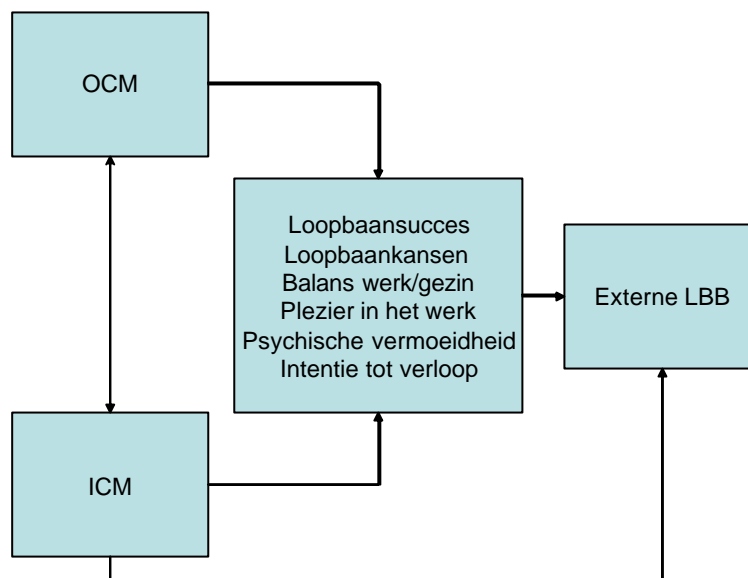 OCM
Loopbaansucces
Loopbaankansen
Balans werk/gezin
Plezier in het werk
Psychische vermoeidheid
Intentie tot verloop
Externe LBB
ICM